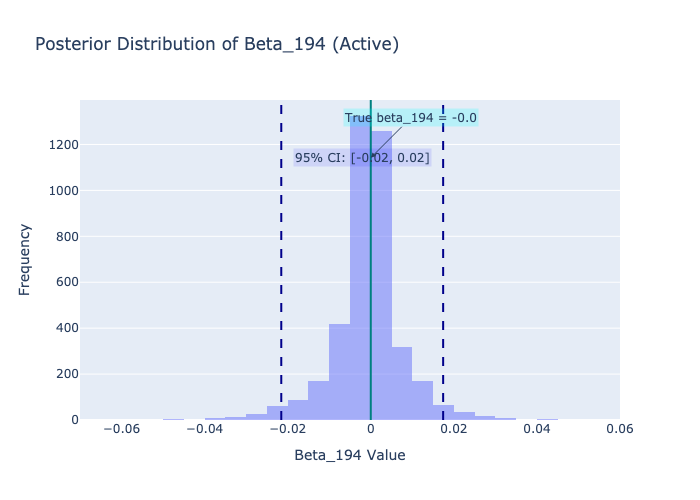 Posterior Distribution of Beta_194 (Active)
True beta_194 = -0.0
95% CI: [-0.02, 0.02]
1200
1000
800
600
400
200
0
Frequency
−0.06
−0.04
−0.02
0
0.02
0.04
0.06
Beta_194 Value